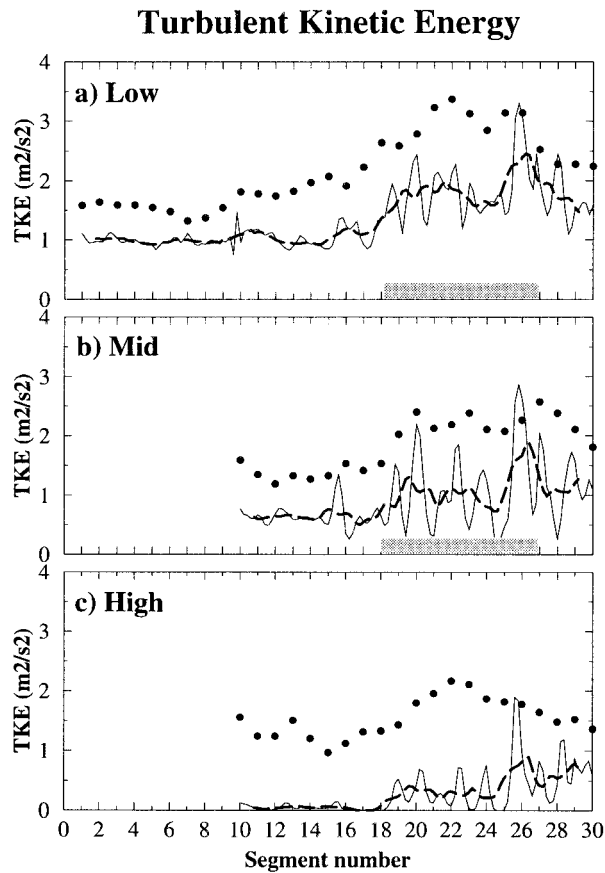 Turbulent Kinetic Energy
a) Low
TKE (m2/s2)
4
3
2
1
0
b) Mid
TKE (m2/s2)
4
3
2
1
0
c) High
TKE (m2/s2)
4
3
2
1
0
0 2 4 6 8 10 12 14 16 18 20 22 24 26 28 30
Segment number